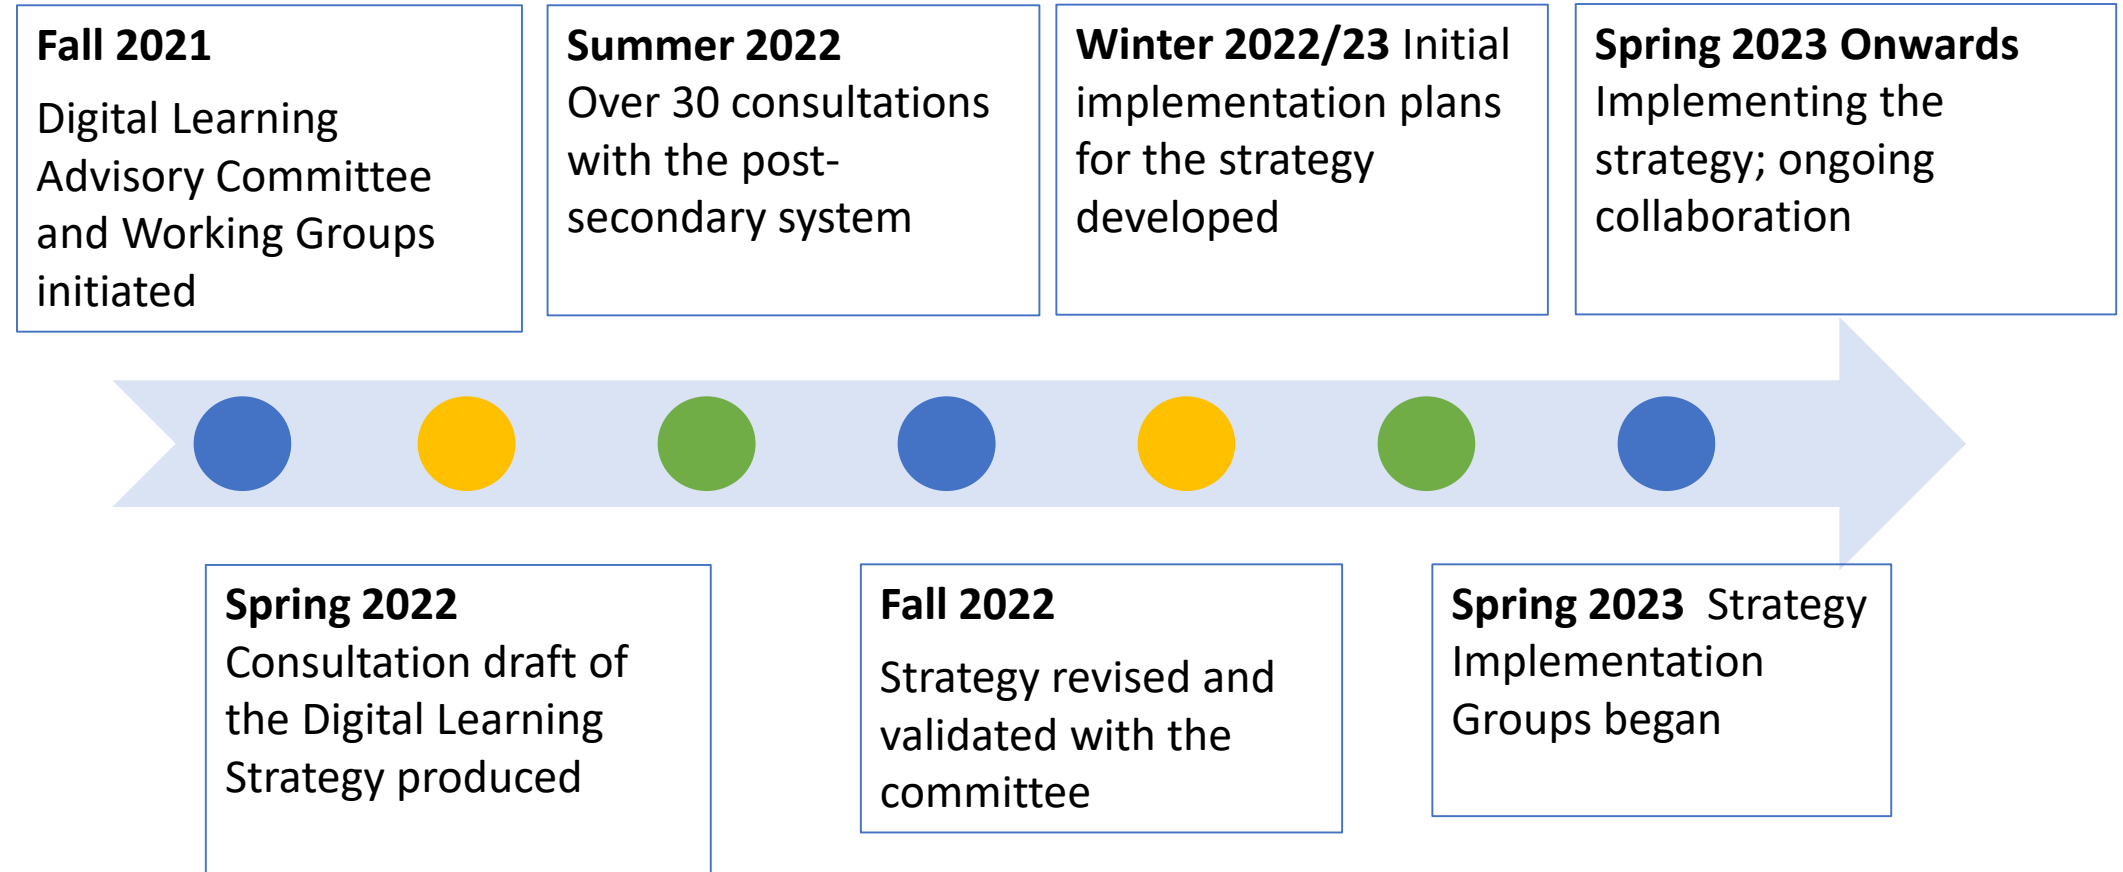 Fall 2021
Digital Learning
Advisory Committee
and Working Groups
initiated
Summer 2022
Over 30 consultations
with the post-
secondary system
Winter 2022/23 Initial
implementation plans
for the strategy
developed
Spring 2023 Onwards
Implementing the
strategy; ongoing
collaboration
Spring 2022
Consultation draft of
the Digital Learning
Strategy produced
Fall 2022
Strategy revised and
validated with the
committee
Spring 2023  Strategy
Implementation
Groups began